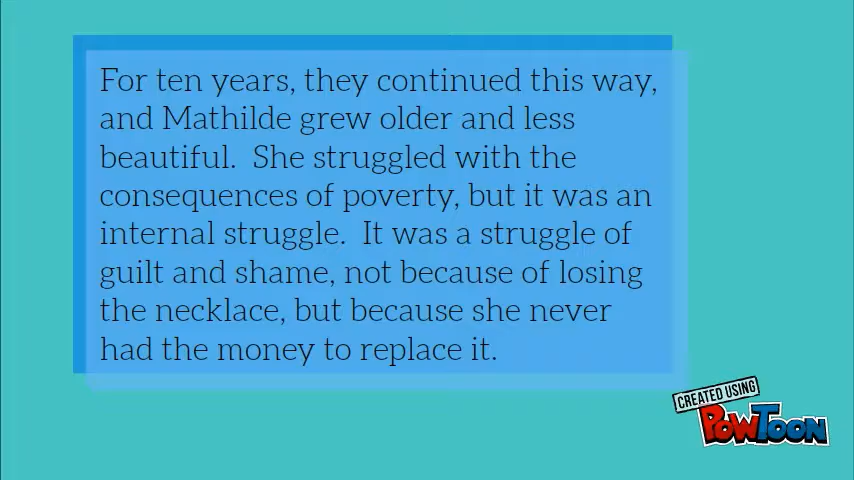 For ten years, they continued this way,
and Mathilde grew older and less
beautiful.  She struggled with the
consequences of poverty, but it was an
internal struggle.  It was a struggle of
guilt and shame, not because of losing
the necklace, but because she never
had the money to replace it.
CREATED USING
POWTOON